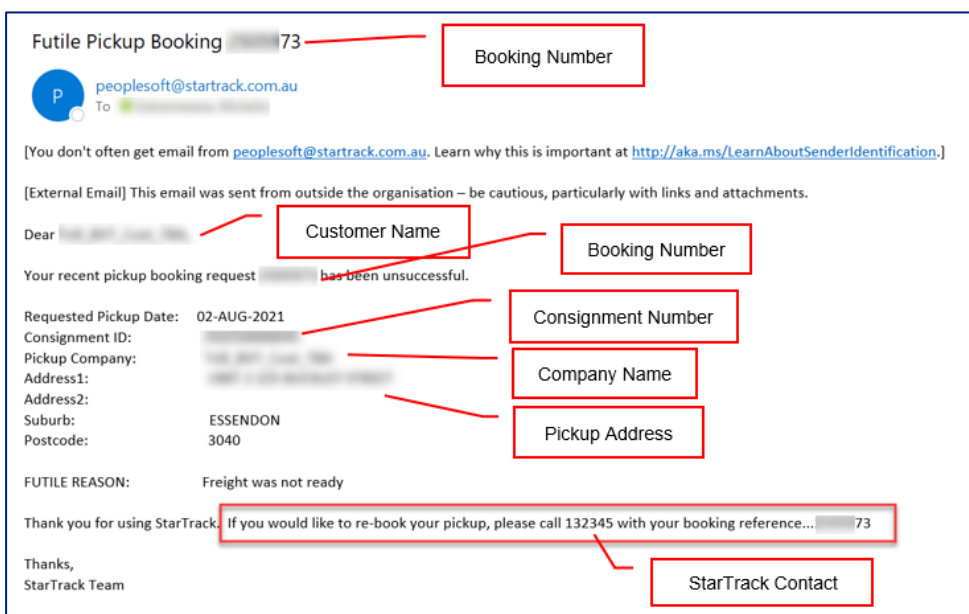 Futile Pickup Booking 73
Booking Number
P
peoplesoft@startrack.com.au
To
[You don't often get email from peoplesoft@startrack.com.au. Learn why this is important at http://aka.ms/LearnAboutSenderIdentification.]
[External Email] This email was sent from outside the organisation – be cautious, particularly with links and attachments.
Dear
Customer Name
Booking Number
Your recent pickup booking request has been unsuccessful.
Requested Pickup Date: 02-AUG-2021
Consignment ID:
Consignment Number
Pickup Company:
Address1:
Company Name
Address2:
Suburb: ESSENDON
Pickup Address
Postcode: 3040
FUTILE REASON: Freight was not ready
Thank you for using StarTrack. If you would like to re-book your pickup, please call 132345 with your booking reference... 73
Thanks,
StarTrack Team
StarTrack Contact